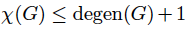 χ(G) ≤ degen(G) + 1